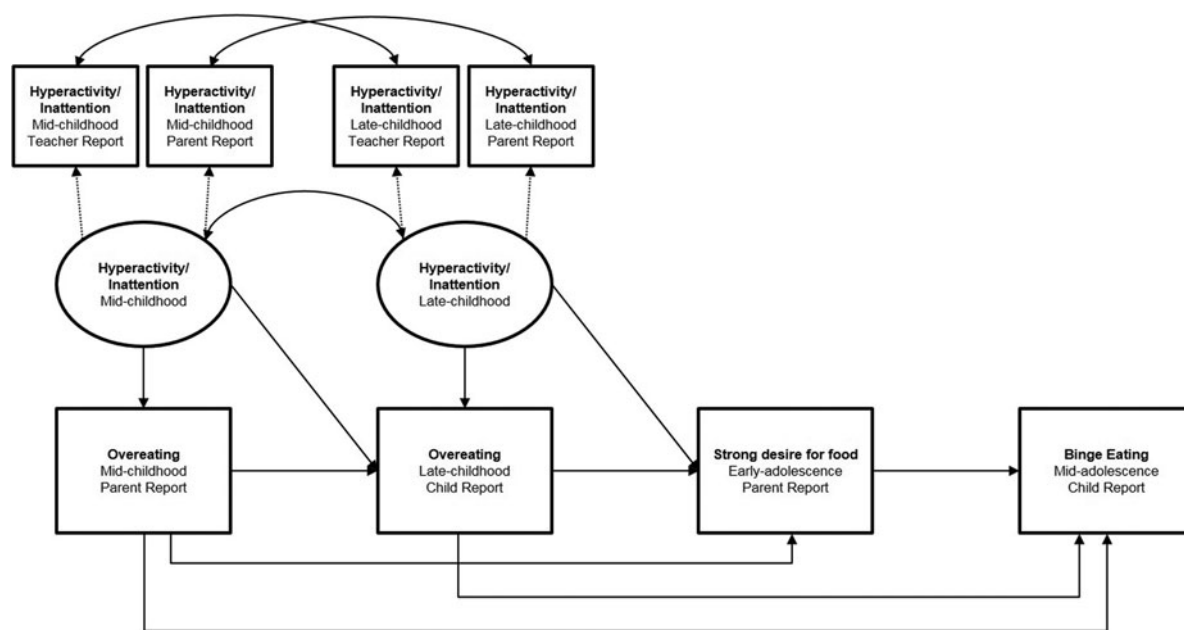 Hyperactivity/
Inattention
Mid-childhood
Teacher Report
Hyperactivity/
Inattention
Mid-childhood
Parent Report
Hyperactivity/
Inattention
Late-childhood
Teacher Report
Hyperactivity/
Inattention
Late-childhood
Parent Report
Hyperactivity/
Inattention
Mid-childhood
Hyperactivity/
Inattention
Late-childhood
Overeating
Mid-childhood
Parent Report
Overeating
Late-childhood
Child Report
Strong desire for food
Early-adolescence
Parent Report
Binge Eating
Mid-adolescence
Child Report